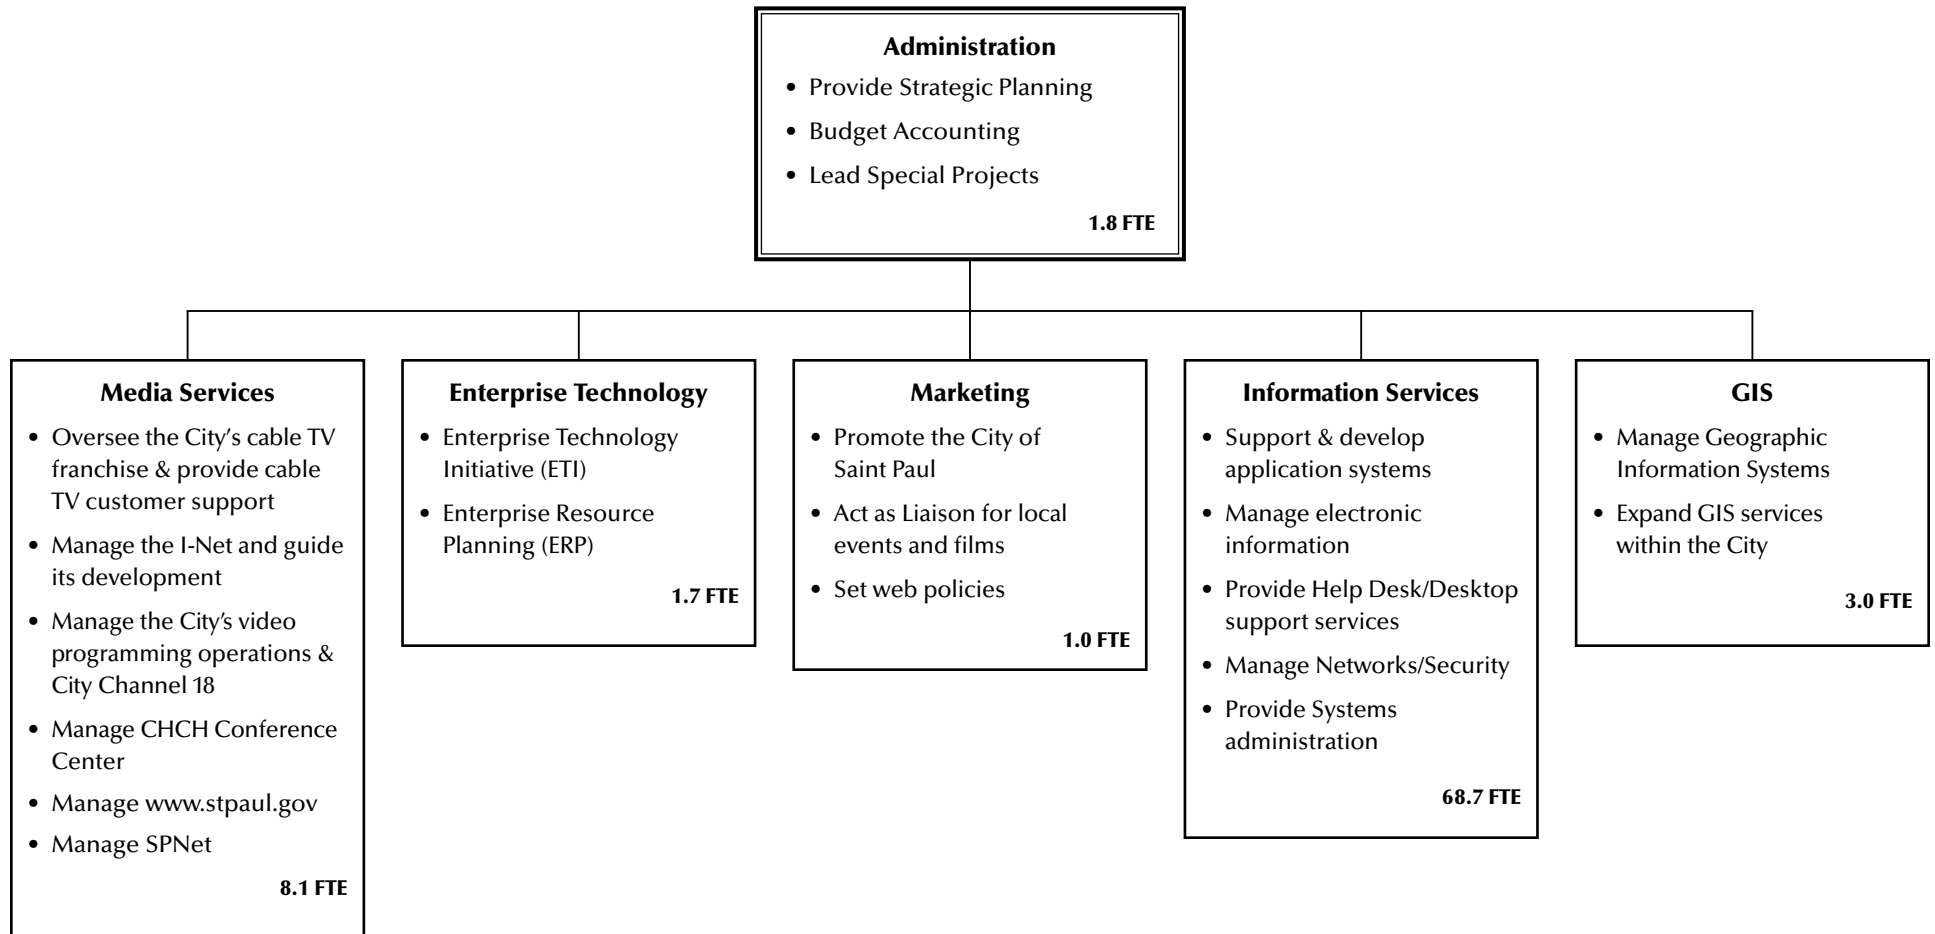 Administration
• Provide Strategic Planning
• Budget Accounting
• Lead Special Projects
1.8 FTE
Media Services
• Oversee the City's cable TV
franchise & provide cable
TV customer support
• Manage the I-Net and guide
its development
• Manage the City's video
programming operations &
City Channel 18
• Manage CHCH Conference
Center
• Manage www.stpaul.gov
• Manage SPNet
8.1 FTE
Enterprise Technology
• Enterprise Technology
Initiative (ETI)
• Enterprise Resource
Planning (ERP)
1.7 FTE
Marketing
• Promote the City of
Saint Paul
• Act as Liaison for local
events and films
• Set web policies
1.0 FTE
Information Services
• Support & develop
application systems
• Manage electronic
information
• Provide Help Desk/Desktop
support services
• Manage Networks/Security
• Provide Systems
administration
68.7 FTE
GIS
• Manage Geographic
Information Systems
• Expand GIS services
within the City
3.0 FTE